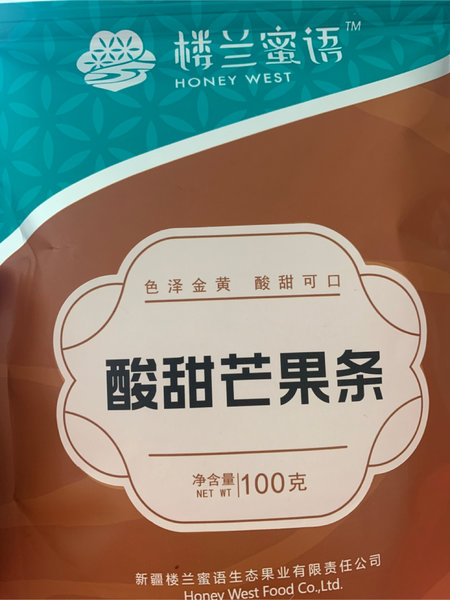 楼兰蜜语™
HONEY WEST
色泽金黄 酸甜可口
酸甜芒果条
净含量 100克
NET WT
新疆楼兰蜜语生态果业有限责任公司
Honey West Food Co.,Ltd.